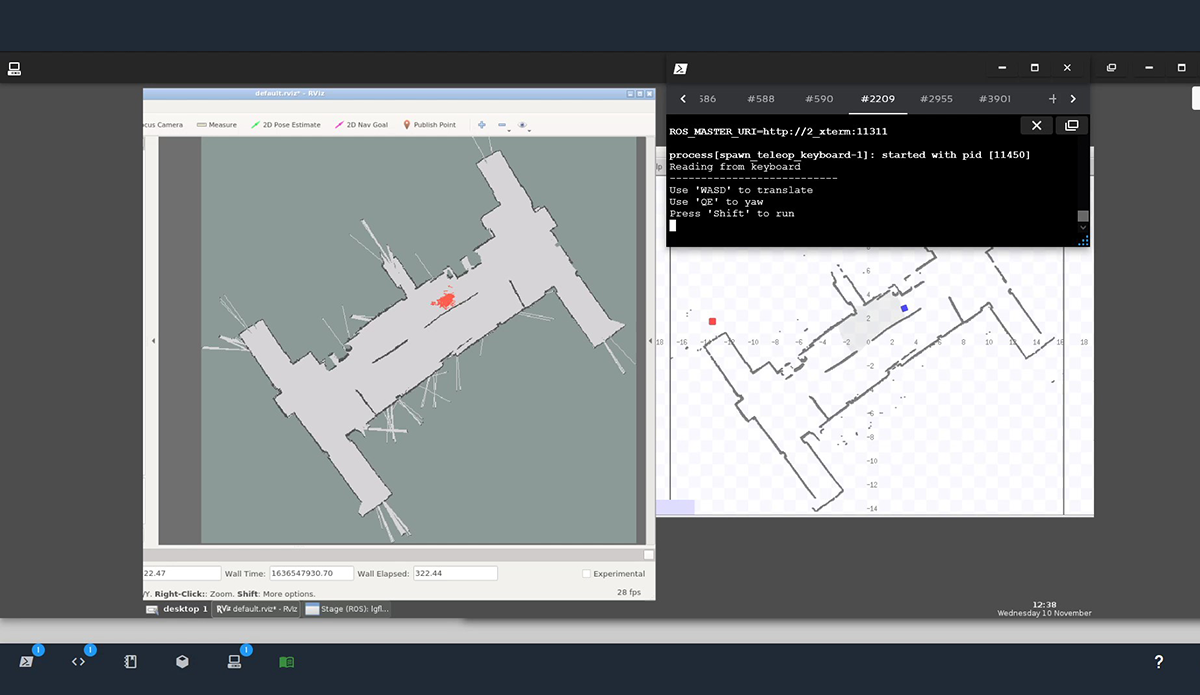 default.rviz* - RViz
ocus Camera Measure 2D Pose Estimate 2D Nav Goal Publish Point
586 #588 #590 #2209 #2955 #3901
ROS_MASTER_URI=http://2_xterm:11311
process[spawn_teleop_keyboard-1]: started with pid [11450]
Reading from keyboard
---------------------------
Use 'WASD' to translate
Use 'QE' to yaw
Press 'Shift' to run
6
4
2
18 -16 -14 -12 -10 -8 -6 -4 -2 0 2 4 6 8 10 12 14 16 18
-2
-6
-8
-10
-12
-14
22.47 Wall Time: 1636547930.70 Wall Elapsed: 322.44 Experimental
/Y. Right-Click:: Zoom. Shift: More options. 28 fps
desktop 1 RViz default.rviz* - RViz Stage (ROS): lgfl...
12:38
Wednesday 10 November
1 1 1
?